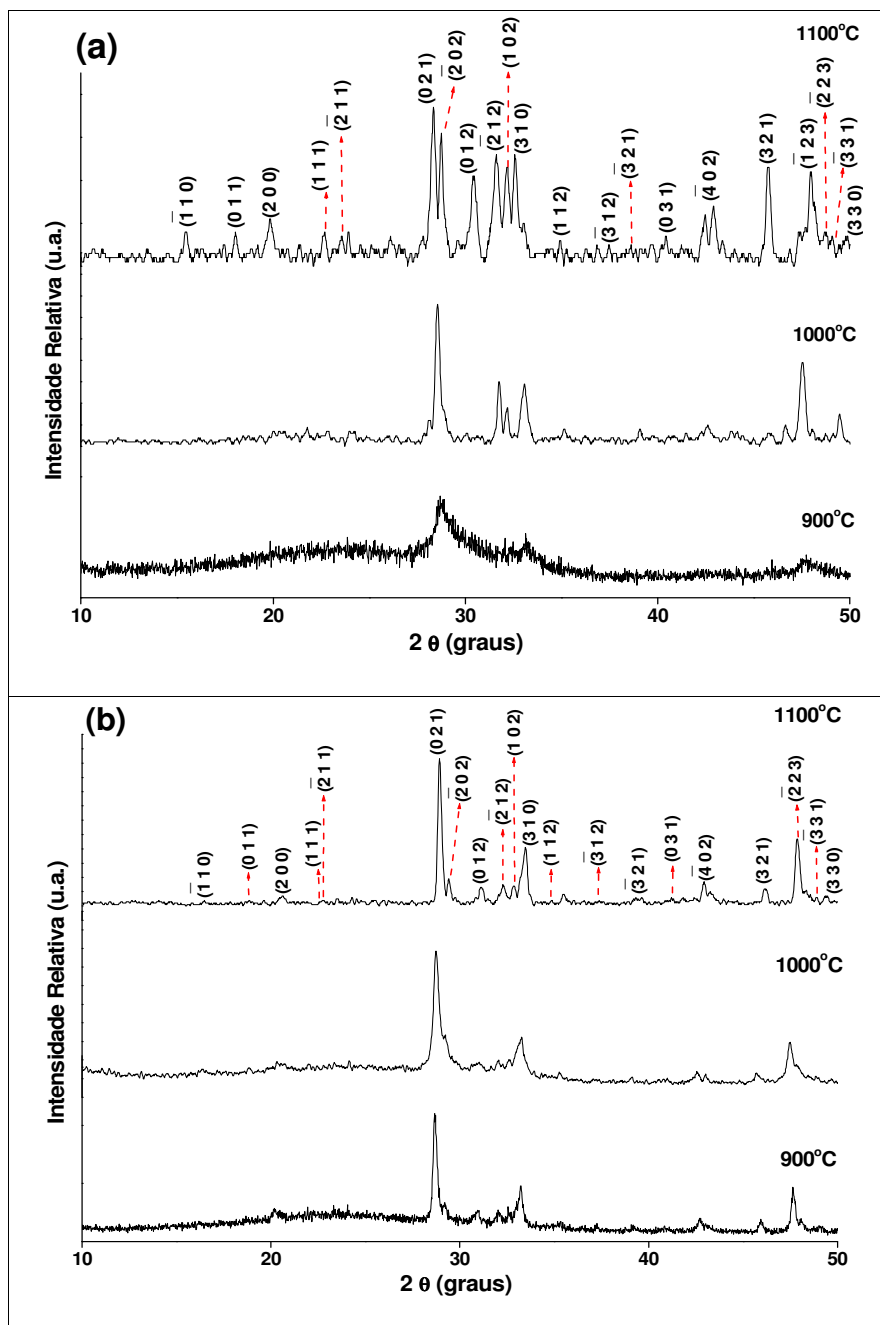 (a)
1100°C
(1̄ 1 0)
(0 1 1)
(2 0 0)
(1 1 1)
(2̄ 1 1)
(0 2 1)
(2̄ 0 2)
(0 1 2)
(2̄ 1 2)
(1 0 2)
(3 1 0)
(1 1 2)
(3̄ 1 2)
(3̄ 2 1)
(0 3 1)
(4̄ 0 2)
(3 2 1)
(1̄ 2 3)
(2̄ 2 3)
(3̄ 3 1)
(3 3 0)
1000°C
900°C
Intensidade Relativa (u.a.)
10 20 30 40 50
2 θ (graus)
(b)
1100°C
(1̄ 1 0)
(0 1 1)
(2 0 0)
(1 1 1)
(2̄ 1 1)
(0 2 1)
(2̄ 0 2)
(0 1 2)
(2̄ 1 2)
(1 0 2)
(3 1 0)
(1 1 2)
(3̄ 1 2)
(3̄ 2 1)
(0 3 1)
(4̄ 0 2)
(3 2 1)
(2̄ 2 3)
(3̄ 3 1)
(3 3 0)
1000°C
900°C
Intensidade Relativa (u.a.)
10 20 30 40 50
2 θ (graus)